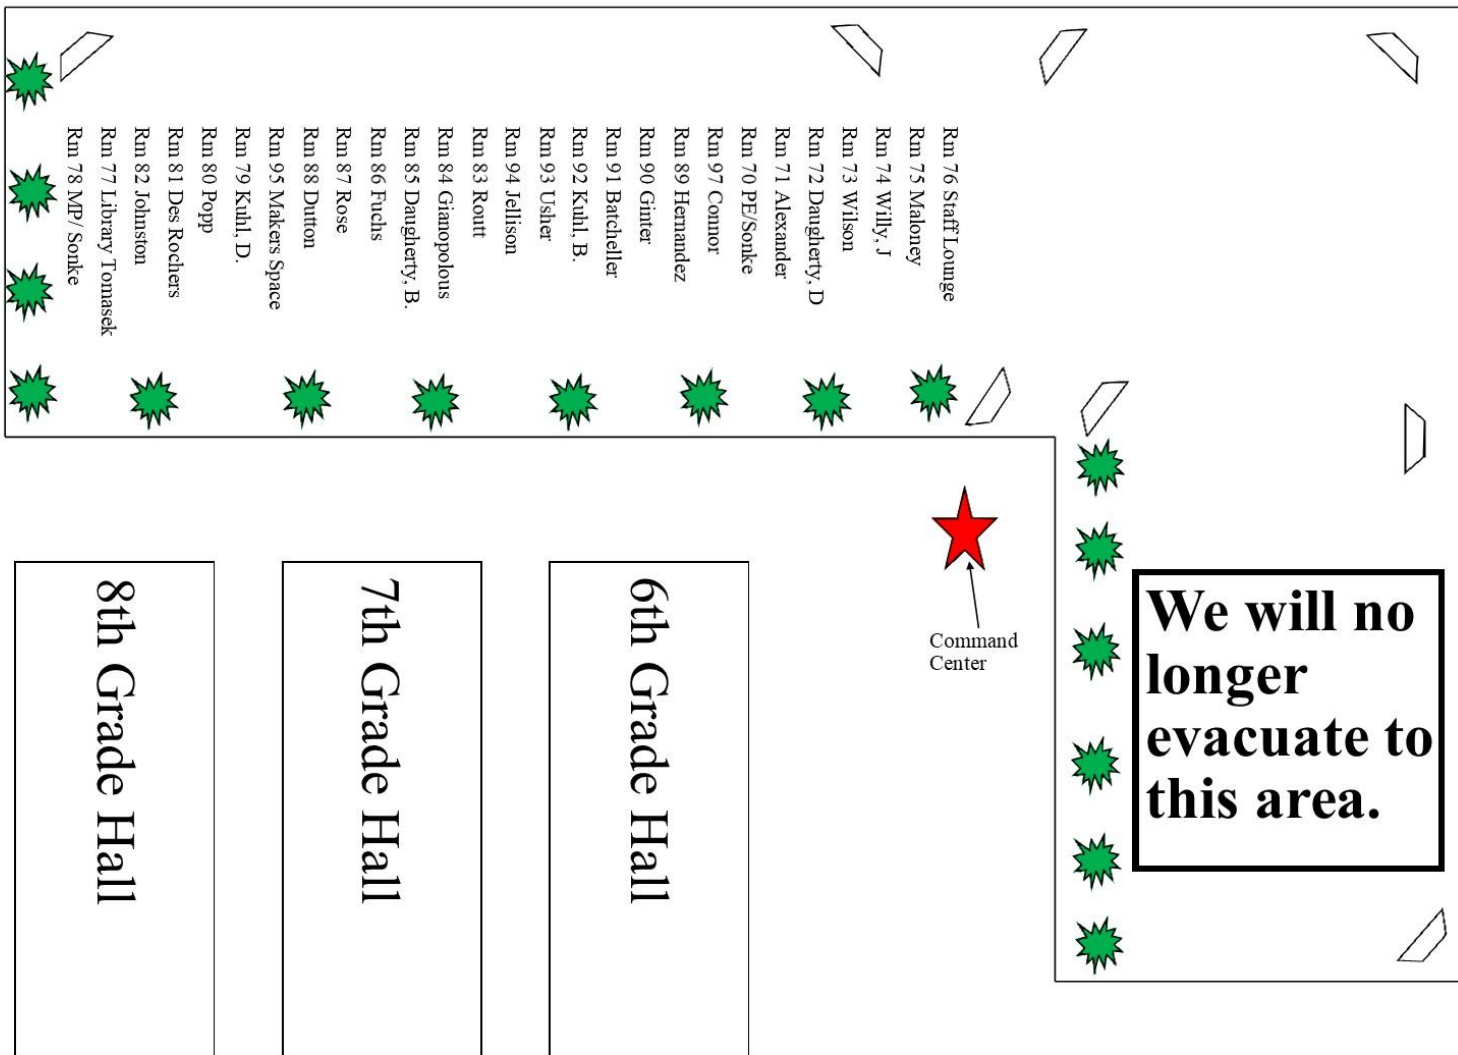 Rm 78 MP/ Sonke
Rm 77 Library Tomasek
Rm 82 Johnston
Rm 81 Des Rochers
Rm 80 Popp
Rm 79 Kuhl, D.
Rm 95 Makers Space
Rm 88 Dutton
Rm 87 Rose
Rm 86 Fuchs
Rm 85 Daugherty, B.
Rm 84 Gianopolous
Rm 83 Routt
Rm 94 Jellison
Rm 93 Usher
Rm 92 Kuhl, B.
Rm 91 Batcheller
Rm 90 Ginter
Rm 89 Hernandez
Rm 97 Connor
Rm 70 PE/Sonke
Rm 71 Alexander
Rm 72 Daugherty, D
Rm 73 Wilson
Rm 74 Willy, J
Rm 75 Maloney
Rm 76 Staff Lounge
8th Grade Hall
7th Grade Hall
6th Grade Hall
Command
Center
We will no
longer
evacuate to
this area.